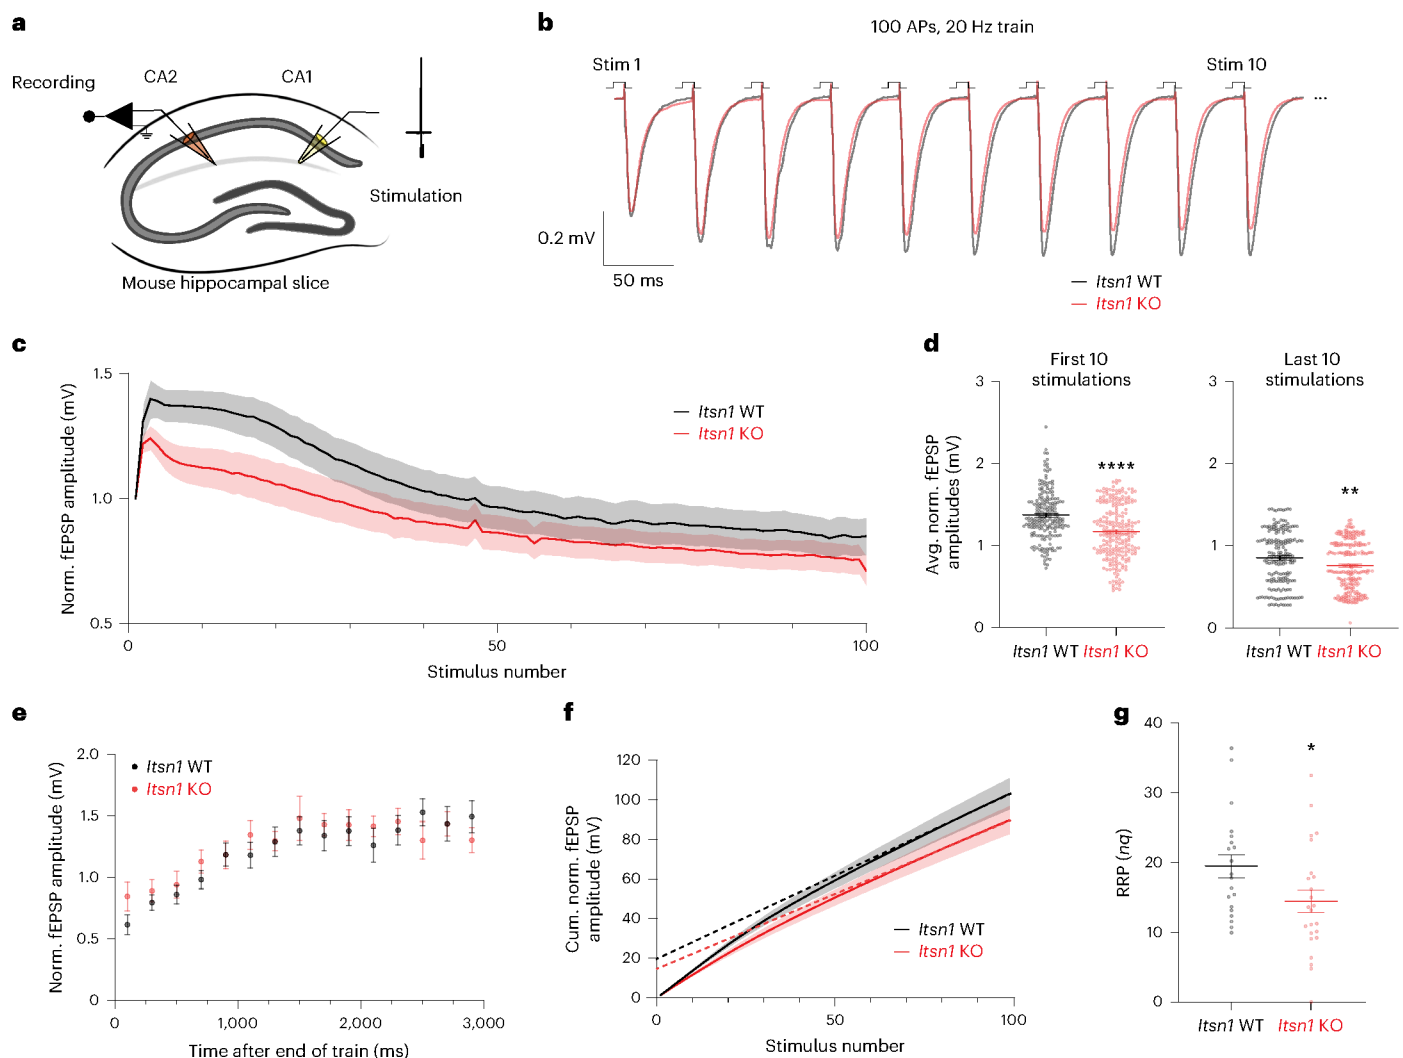 a
Recording
CA2
CA1
Stimulation
Mouse hippocampal slice
b
100 APs, 20 Hz train
Stim 1
Stim 10
...
0.2 mV
50 ms
Itsn1 WT
Itsn1 KO
c
Norm. fEPSP amplitude (mV)
1.5
1.0
0.5
0
50
100
Stimulus number
Itsn1 WT
Itsn1 KO
d
First 10
stimulations
Last 10
stimulations
Avg. norm. fEPSP
amplitudes (mV)
3
2
1
0
****
Itsn1 WT Itsn1 KO
3
2
1
0
**
Itsn1 WT Itsn1 KO
e
Norm. fEPSP amplitude (mV)
2.0
1.5
1.0
0.5
0
Itsn1 WT
Itsn1 KO
0
1,000
2,000
3,000
Time after end of train (ms)
f
Cum. norm. fEPSP
amplitude (mV)
120
100
80
60
40
20
0
Itsn1 WT
Itsn1 KO
0
50
100
Stimulus number
g
RRP (nq)
40
30
20
10
0
*
Itsn1 WT Itsn1 KO